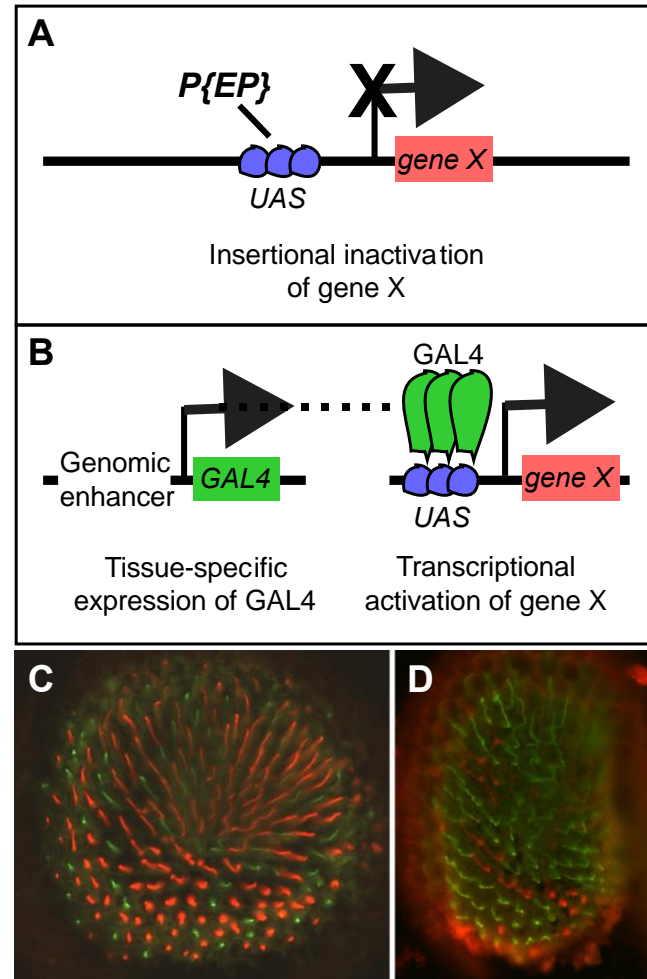 A
P{EP}
X
gene X
UAS
Insertional inactivation
of gene X
B
GAL4
Genomic
enhancer
GAL4
gene X
UAS
Tissue-specific
expression of GAL4
Transcriptional
activation of gene X
C
D